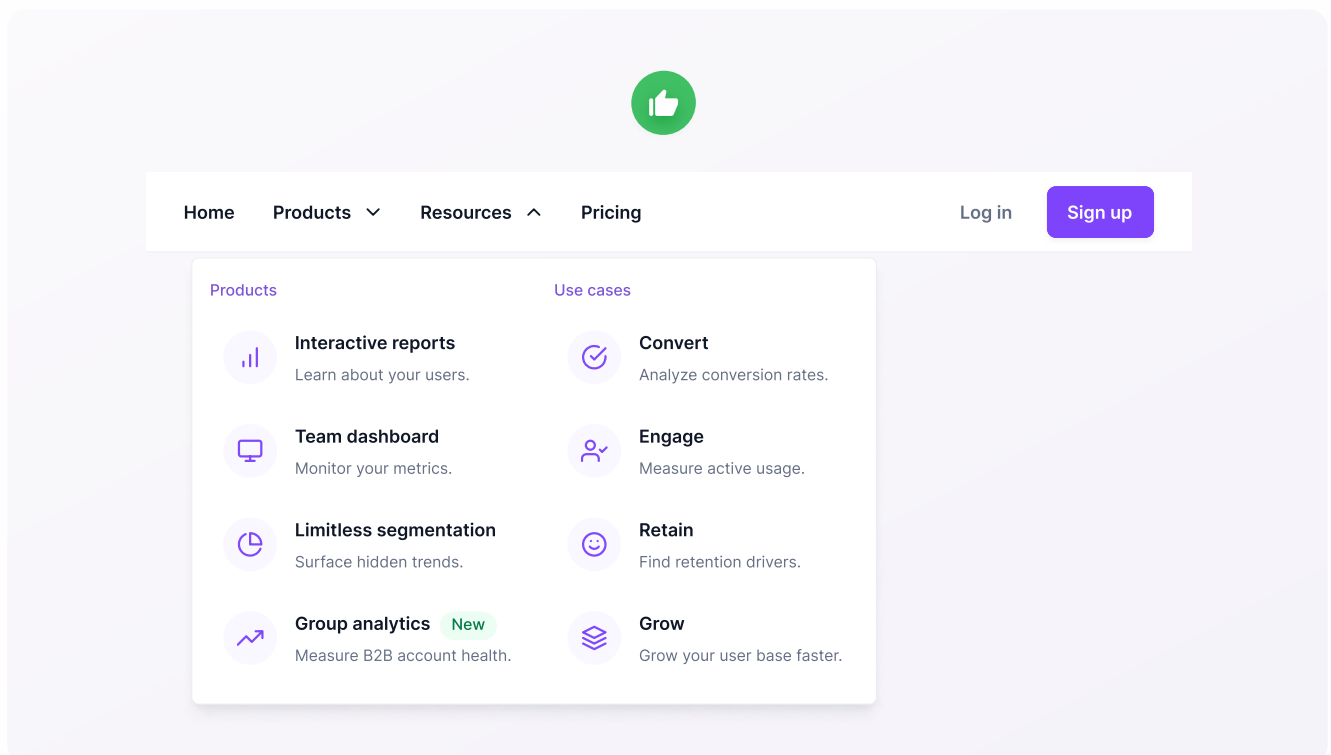 Home Products Resources Pricing Log in Sign up
Products
Interactive reports
Learn about your users.
Team dashboard
Monitor your metrics.
Limitless segmentation
Surface hidden trends.
Group analytics New
Measure B2B account health.
Use cases
Convert
Analyze conversion rates.
Engage
Measure active usage.
Retain
Find retention drivers.
Grow
Grow your user base faster.